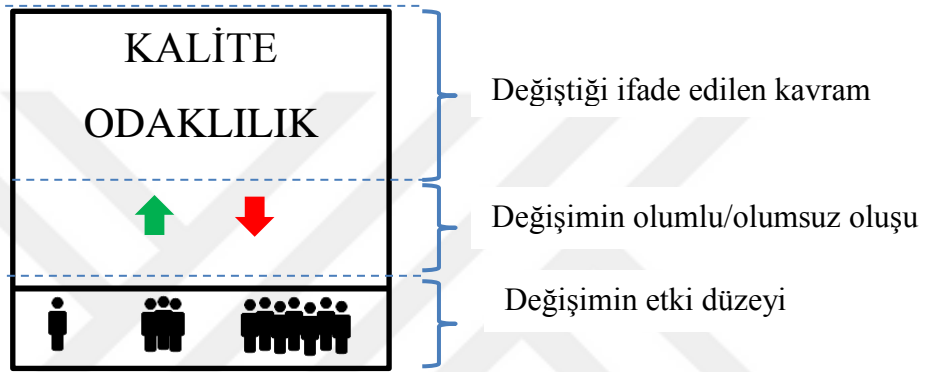 KALİTE
ODAKLILIK
Değiştiği ifade edilen kavram
Değişimin olumlu/olumsuz oluşu
Değişimin etki düzeyi